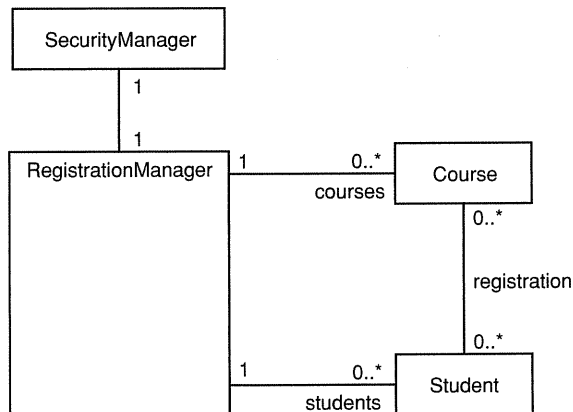 SecurityManager
1
1
RegistrationManager
1
0..*
courses
Course
0..*
registration
0..*
1
0..*
students
Student